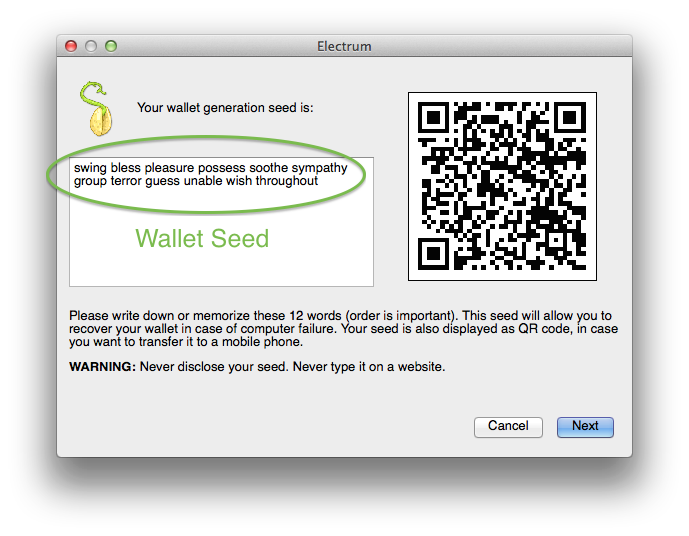 Electrum
Your wallet generation seed is:
swing bless pleasure possess soothe sympathy
group terror guess unable wish throughout
Wallet Seed
Please write down or memorize these 12 words (order is important). This seed will allow you to
recover your wallet in case of computer failure. Your seed is also displayed as QR code, in case
you want to transfer it to a mobile phone.
WARNING: Never disclose your seed. Never type it on a website.
Cancel
Next